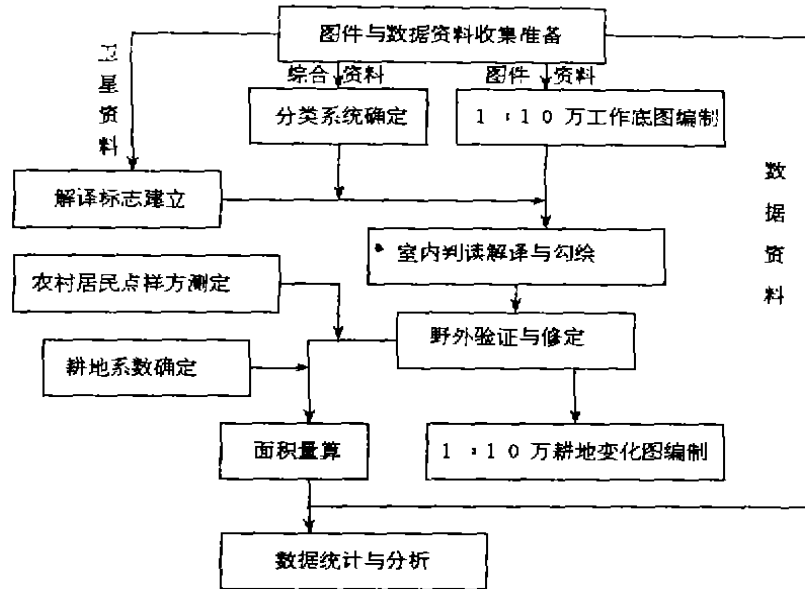 图件与数据资料收集准备
卫星资料
综合 资料
图件 资料
分类系统确定
1:10万工作底图编制
数据资料
解译标志建立
室内判读解译与勾绘
农村居民点样方测定
野外验证与修定
耕地系数确定
面积量算
1:10万耕地变化图编制
数据统计与分析